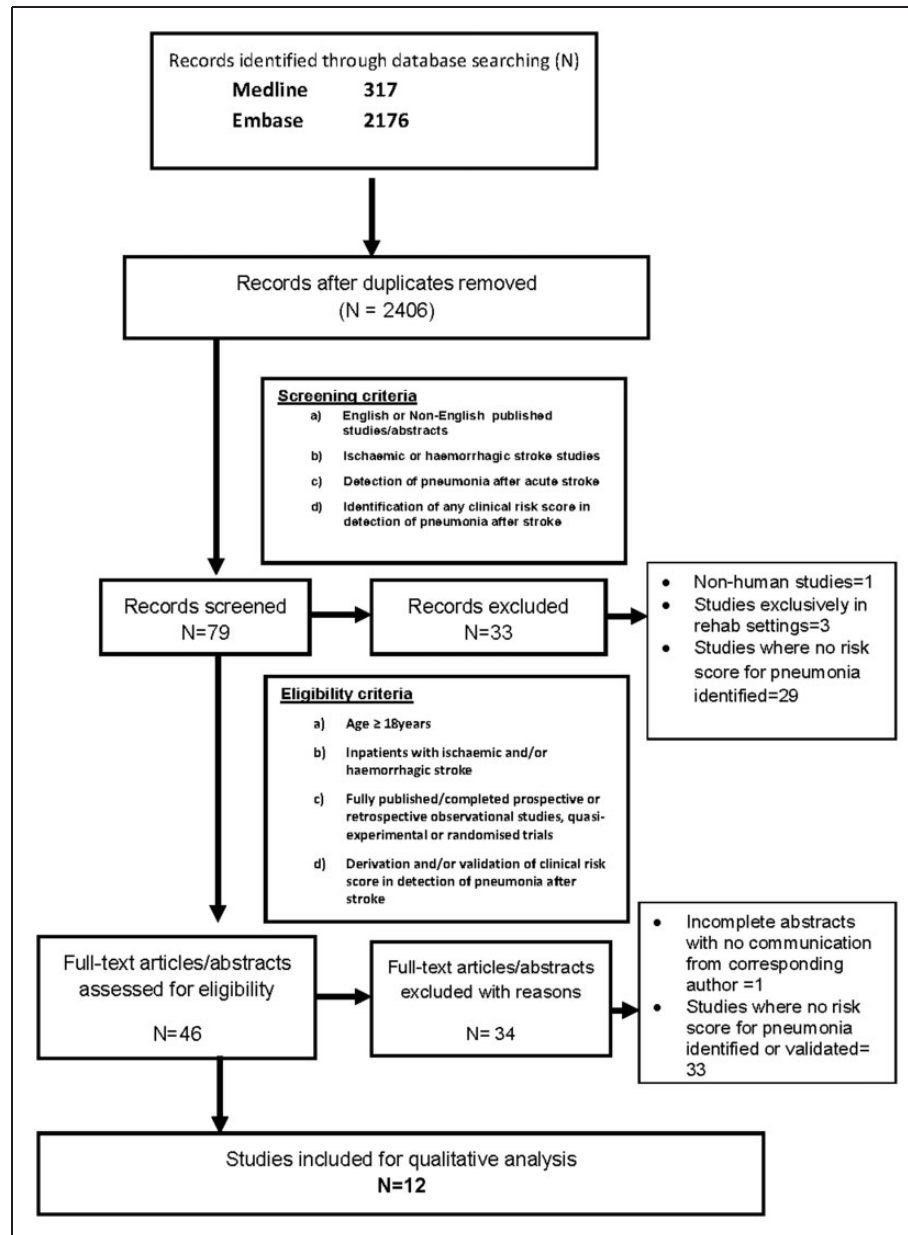 Records identified through database searching (N)
Medline 317
Embase 2176
Records after duplicates removed
(N = 2406)
Screening criteria
a) English or Non-English published
studies/abstracts
b) Ischaemic or haemorrhagic stroke studies
c) Detection of pneumonia after acute stroke
d) Identification of any clinical risk score in
detection of pneumonia after stroke
Records screened
N=79
Records excluded
N=33
• Non-human studies=1
• Studies exclusively in
rehab settings=3
• Studies where no risk
score for pneumonia
identified=29
Eligibility criteria
a) Age ≥ 18years
b) Inpatients with ischaemic and/or
haemorrhagic stroke
c) Fully published/completed prospective or
retrospective observational studies, quasi-
experimental or randomised trials
d) Derivation and/or validation of clinical risk
score in detection of pneumonia after
stroke
Full-text articles/abstracts
assessed for eligibility
N=46
Full-text articles/abstracts
excluded with reasons
N= 34
• Incomplete abstracts
with no communication
from corresponding
author =1
• Studies where no risk
score for pneumonia
identified or validated=
33
Studies included for qualitative analysis
N=12